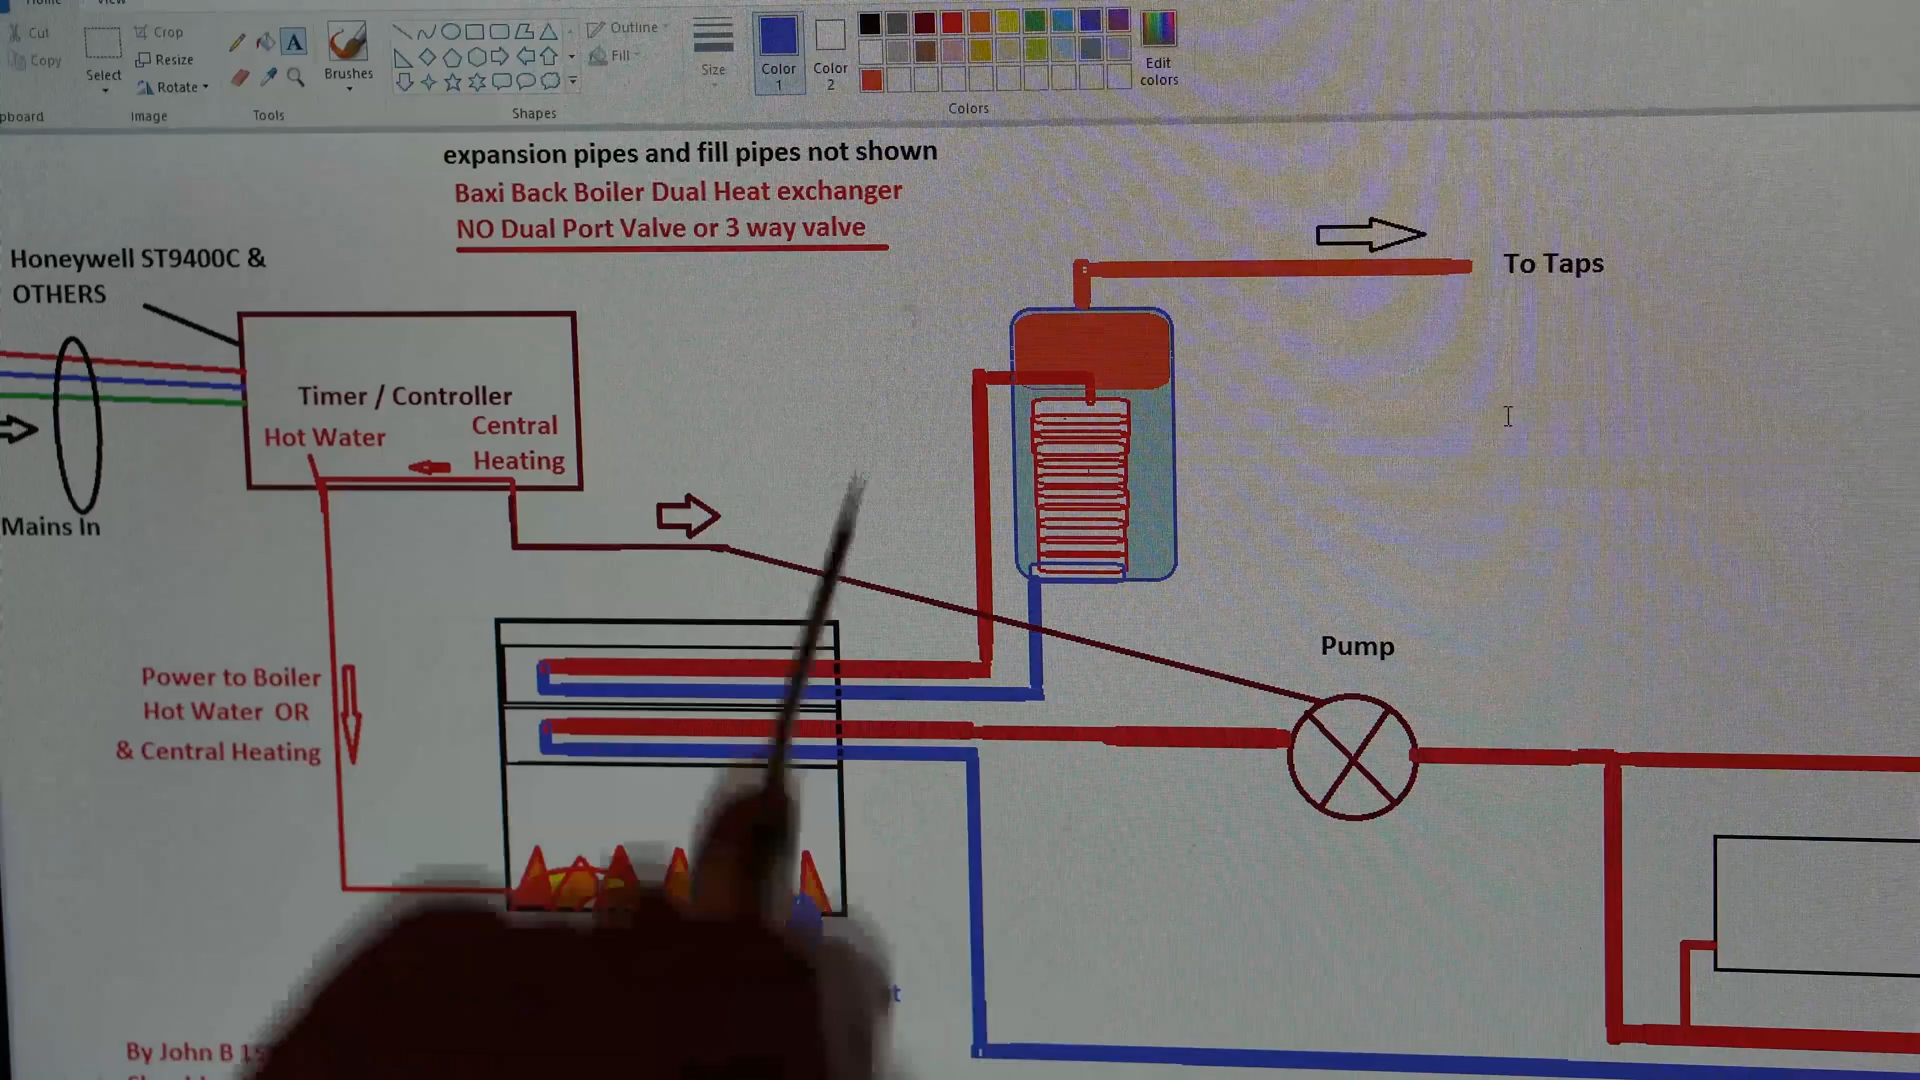 View
Cut
Copy
Select
Crop
Resize
Rotate
Brushes
Outline
Fill
Size
Color
1
Color
2
Edit
colors
Image
Tools
Shapes
Colors
expansion pipes and fill pipes not shown
Baxi Back Boiler Dual Heat exchanger
NO Dual Port Valve or 3 way valve
Honeywell ST9400C &
OTHERS
To Taps
Timer / Controller
Hot Water
Central
Heating
Mains In
Pump
Power to Boiler
Hot Water OR
& Central Heating
By John B